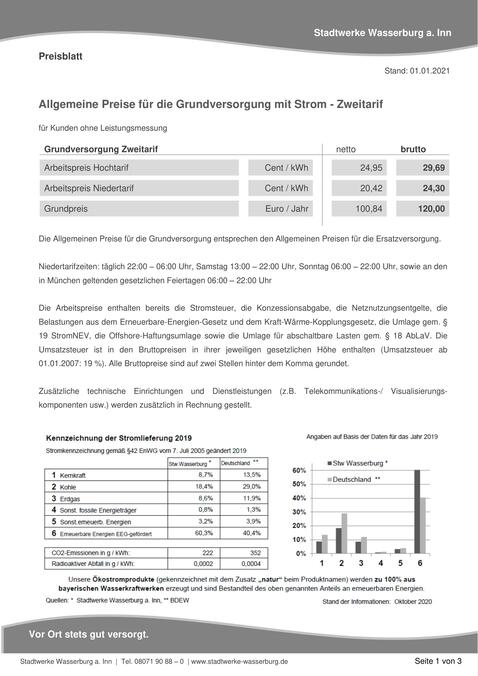 Stadtwerke Wasserburg a. Inn
Preisblatt
Stand: 01.01.2021
Allgemeine Preise für die Grundversorgung mit Strom - Zweitarif
für Kunden ohne Leistungsmessung
Grundversorgung Zweitarif netto brutto
Arbeitspreis Hochtarif Cent / kWh 24,95 29,69
Arbeitspreis Niedertarif Cent / kWh 20,42 24,30
Grundpreis Euro / Jahr 100,84 120,00
Die Allgemeinen Preise für die Grundversorgung entsprechen den Allgemeinen Preisen für die Ersatzversorgung.
Niedertarifzeiten: täglich 22:00 – 06:00 Uhr, Samstag 13:00 – 22:00 Uhr, Sonntag 06:00 – 22:00 Uhr, sowie an den
in München geltenden gesetzlichen Feiertagen 06:00 – 22:00 Uhr
Die Arbeitspreise enthalten bereits die Stromsteuer, die Konzessionsabgabe, die Netznutzungsentgelte, die
Belastungen aus dem Erneuerbare-Energien-Gesetz und dem Kraft-Wärme-Kopplungsgesetz, die Umlage gem. §
19 StromNEV, die Offshore-Haftungsumlage sowie die Umlage für abschaltbare Lasten gem. § 18 AbLaV. Die
Umsatzsteuer ist in den Bruttopreisen in ihrer jeweiligen gesetzlichen Höhe enthalten (Umsatzsteuer ab
01.01.2007: 19 %). Alle Bruttopreise sind auf zwei Stellen hinter dem Komma gerundet.
Zusätzliche technische Einrichtungen und Dienstleistungen (z.B. Telekommunikations-/ Visualisierungs-
komponenten usw.) werden zusätzlich in Rechnung gestellt.
Kennzeichnung der Stromlieferung 2019
Angaben auf Basis der Daten für das Jahr 2019
Stromkennzeichnung gemäß §42 EnWG vom 7. Juli 2005 geändert 2019
Stw.Wasserburg * Deutschland **
1 Kernkraft 8,7% 13,5%
2 Kohle 18,4% 29,0%
3 Erdgas 8,6% 11,9%
4 Sonst. fossile Energieträger 0,8% 1,3%
5 Sonst.erneuerb. Energien 3,2% 3,9%
6 Erneuerbare Energien EEG-gefördert 60,3% 40,4%
CO2-Emissionen in g / kWh: 222 352
Radioaktiver Abfall in g / kWh: 0,0002 0,0004
Stw Wasserburg *
Deutschland **
60%
50%
40%
30%
20%
10%
0%
1 2 3 4 5 6
Unsere Ökostromprodukte (gekennzeichnet mit dem Zusatz „natur“ beim Produktnamen) werden zu 100% aus
bayerischen Wasserkraftwerken erzeugt und sind Bestandteil des oben genannten Anteils an erneuerbaren Energien.
Quellen: * Stadtwerke Wasserburg a. Inn, ** BDEW
Stand der Informationen: Oktober 2020
Vor Ort stets gut versorgt.
Stadtwerke Wasserburg a. Inn | Tel. 08071 90 88 – 0 | www.stadtwerke-wasserburg.de
Seite 1 von 3